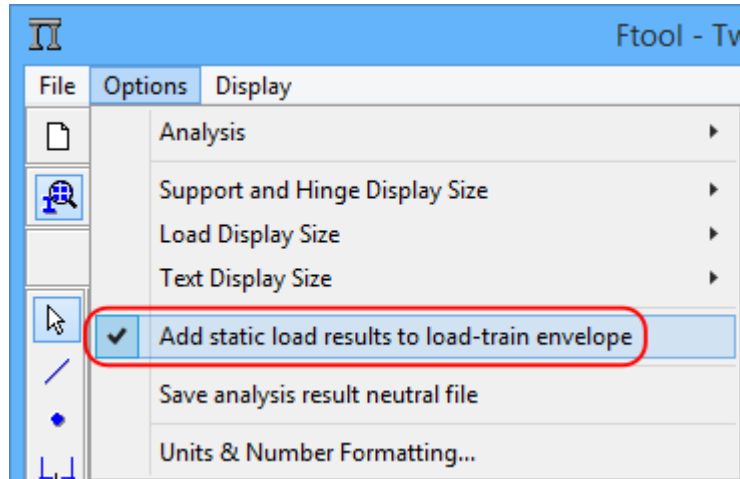 Ftool - Tw
File Options Display
Analysis
Support and Hinge Display Size
Load Display Size
Text Display Size
Add static load results to load-train envelope
Save analysis result neutral file
Units & Number Formatting...